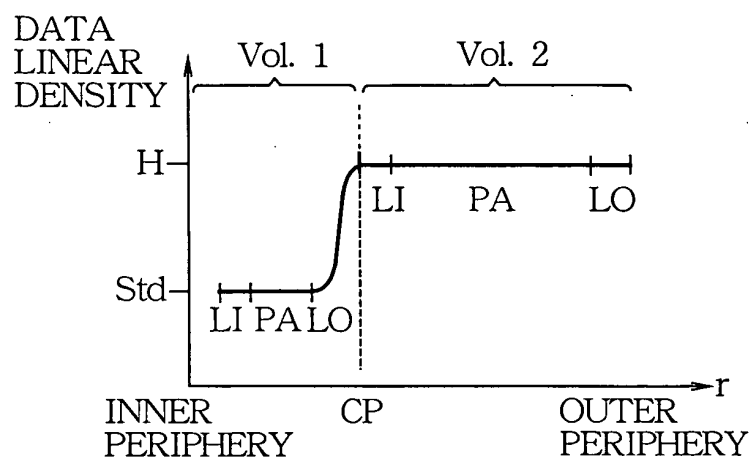 DATA
LINEAR
DENSITY
Vol. 1
Vol. 2
H
LI
PA
LO
Std
LI PA LO
r
INNER
PERIPHERY
CP
OUTER
PERIPHERY